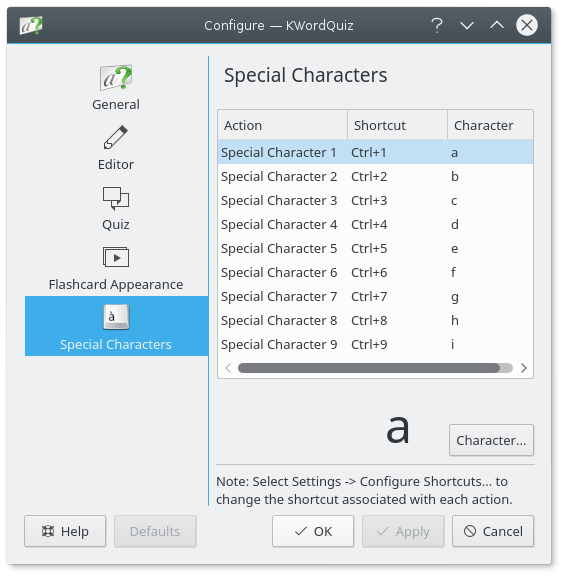 Configure — KWordQuiz
General
Editor
Quiz
Flashcard Appearance
Special Characters
Special Characters
Action Shortcut Character
Special Character 1 Ctrl+1 a
Special Character 2 Ctrl+2 b
Special Character 3 Ctrl+3 c
Special Character 4 Ctrl+4 d
Special Character 5 Ctrl+5 e
Special Character 6 Ctrl+6 f
Special Character 7 Ctrl+7 g
Special Character 8 Ctrl+8 h
Special Character 9 Ctrl+9 i
a
Character...
Note: Select Settings -> Configure Shortcuts... to
change the shortcut associated with each action.
Help Defaults OK Apply Cancel